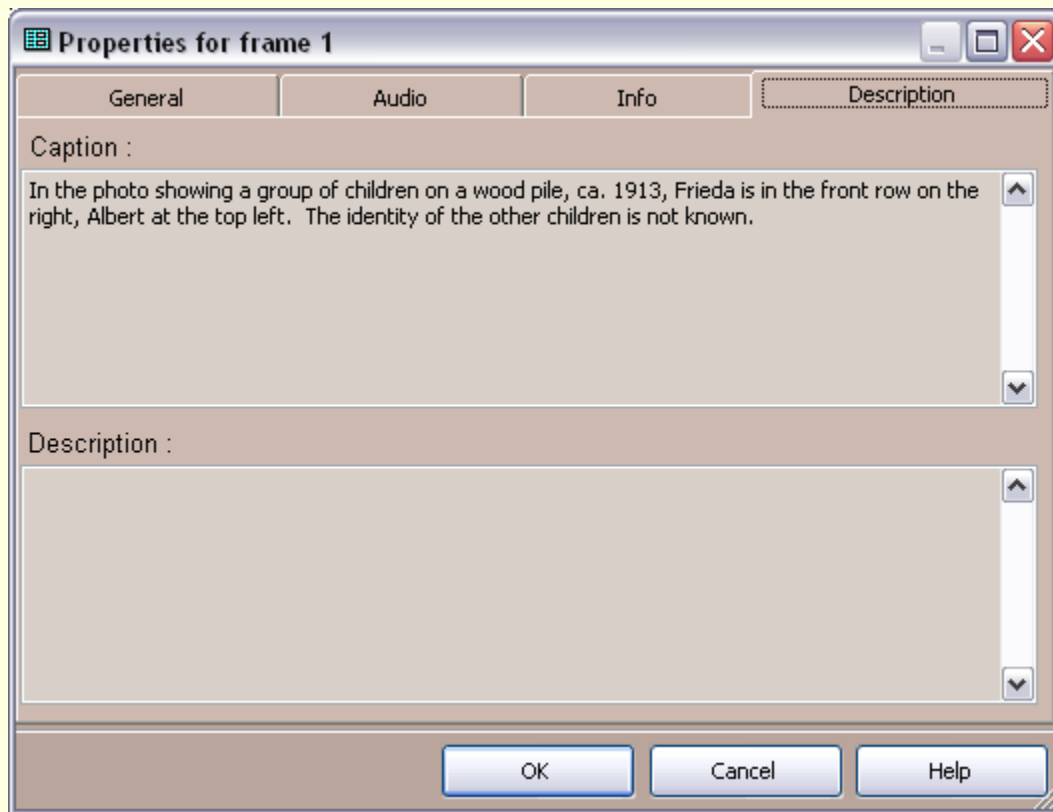 Properties for frame 1
General Audio Info Description
Caption :
In the photo showing a group of children on a wood pile, ca. 1913, Frieda is in the front row on the
right, Albert at the top left.  The identity of the other children is not known.
Description :
OK Cancel Help